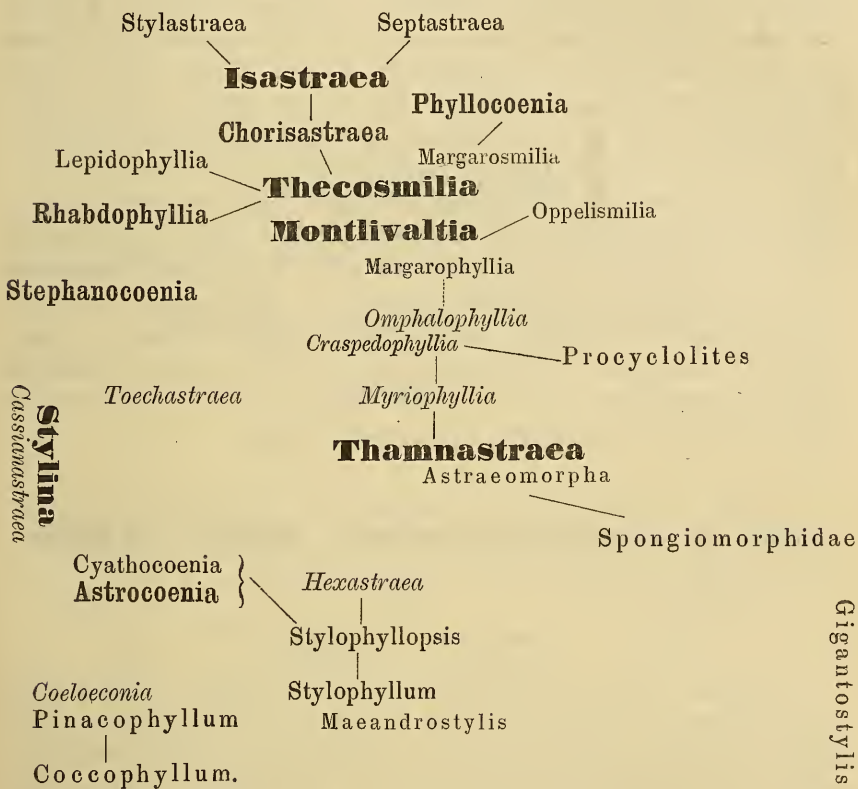 Stylastraea Septastraea
Isastraea
Phyllocoenia
Chorisastraea
Lepidophyllia Margarosmilia
Thecosmilia
Rhabdophyllia Oppelismilia
Montlivaltia
Margarophyllia
Stephanocoenia
Omphalophyllia
Craspedophyllia Procyclolites
Toechastraea Myriophyllia
Stylina
Cassianastraea
Thamnastraea
Astraeomorpha
Spongiomorphidae
Cyathocoenia
Astrocoenia } Hexastraea
Stylophyllopsis
Gigantostylis
Coeloeconia Stylophyllum
Pinacophyllum Maeandrostylis
Coccophyllum.